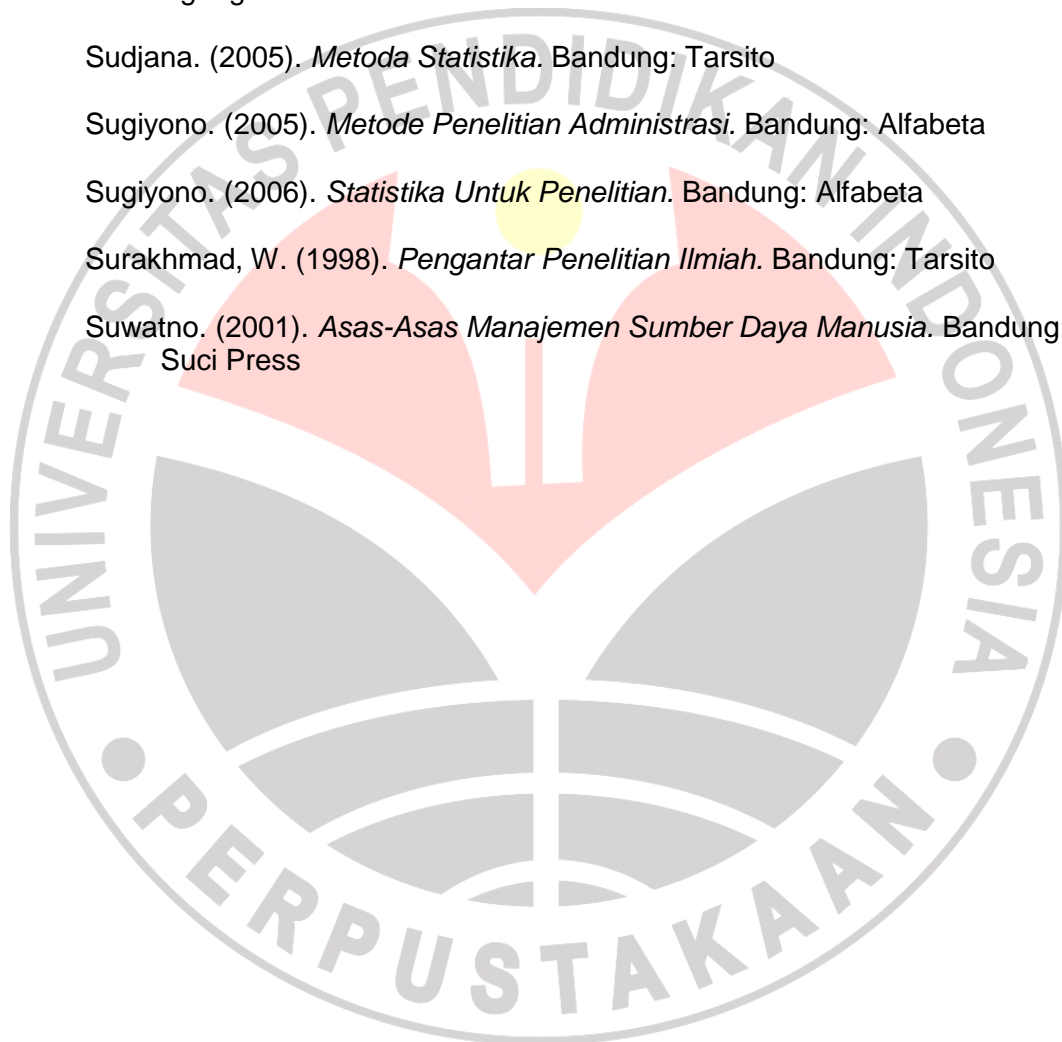 Sudjana. (2005). Metoda Statistika. Bandung: Tarsito
Sugiyono. (2005). Metode Penelitian Administrasi. Bandung: Alfabeta
Sugiyono. (2006). Statistika Untuk Penelitian. Bandung: Alfabeta
Surakhmad, W. (1998). Pengantar Penelitian Ilmiah. Bandung: Tarsito
Suwatno. (2001). Asas-Asas Manajemen Sumber Daya Manusia. Bandung
Suci Press
UNIVERSITAS PENDIDIKAN INDONESIA
PERPUSTAKAAN